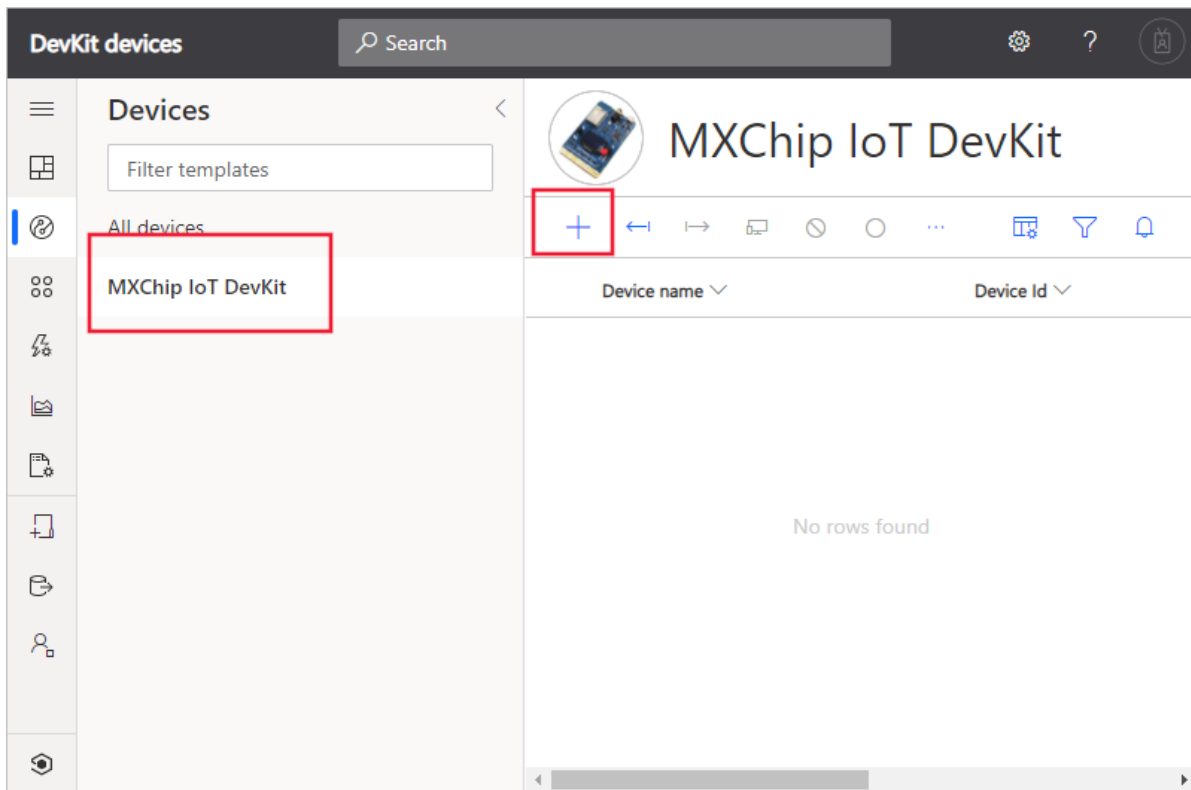 DevKit devices
Search
?
Devices
Filter templates
All devices
MXChip IoT DevKit
MXChip IoT DevKit
Device name
Device Id
No rows found